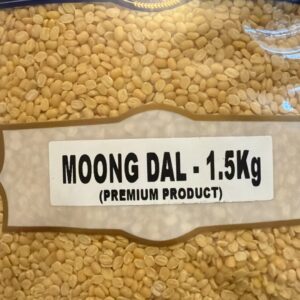 MOONG DAL - 1.5Kg
(PREMIUM PRODUCT)